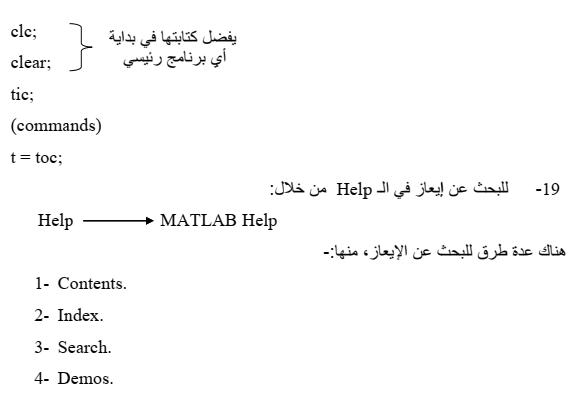 clc;
clear;
يفضل كتابتها في بداية
أي برنامج رئيسي
tic;
(commands)
t = toc;
19- للبحث عن إيعاز في الـ Help من خلال:
Help MATLAB Help
هناك عدة طرق للبحث عن الإيعاز، منها:-
1- Contents.
2- Index.
3- Search.
4- Demos.